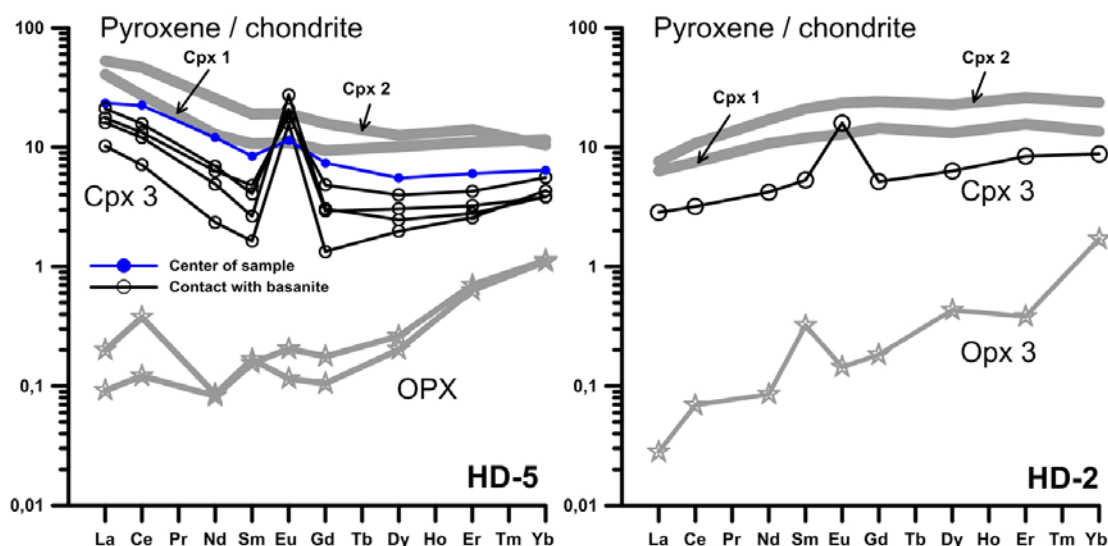 Pyroxene / chondrite
100
10
1
0,1
0,01
Cpx 1
Cpx 2
Cpx 3
Center of sample
Contact with basanite
OPX
HD-5
La Ce Pr Nd Sm Eu Gd Tb Dy Ho Er Tm Yb
Pyroxene / chondrite
100
10
1
0,1
0,01
Cpx 2
Cpx 1
Cpx 3
Opx 3
HD-2
La Ce Pr Nd Sm Eu Gd Tb Dy Ho Er Tm Yb